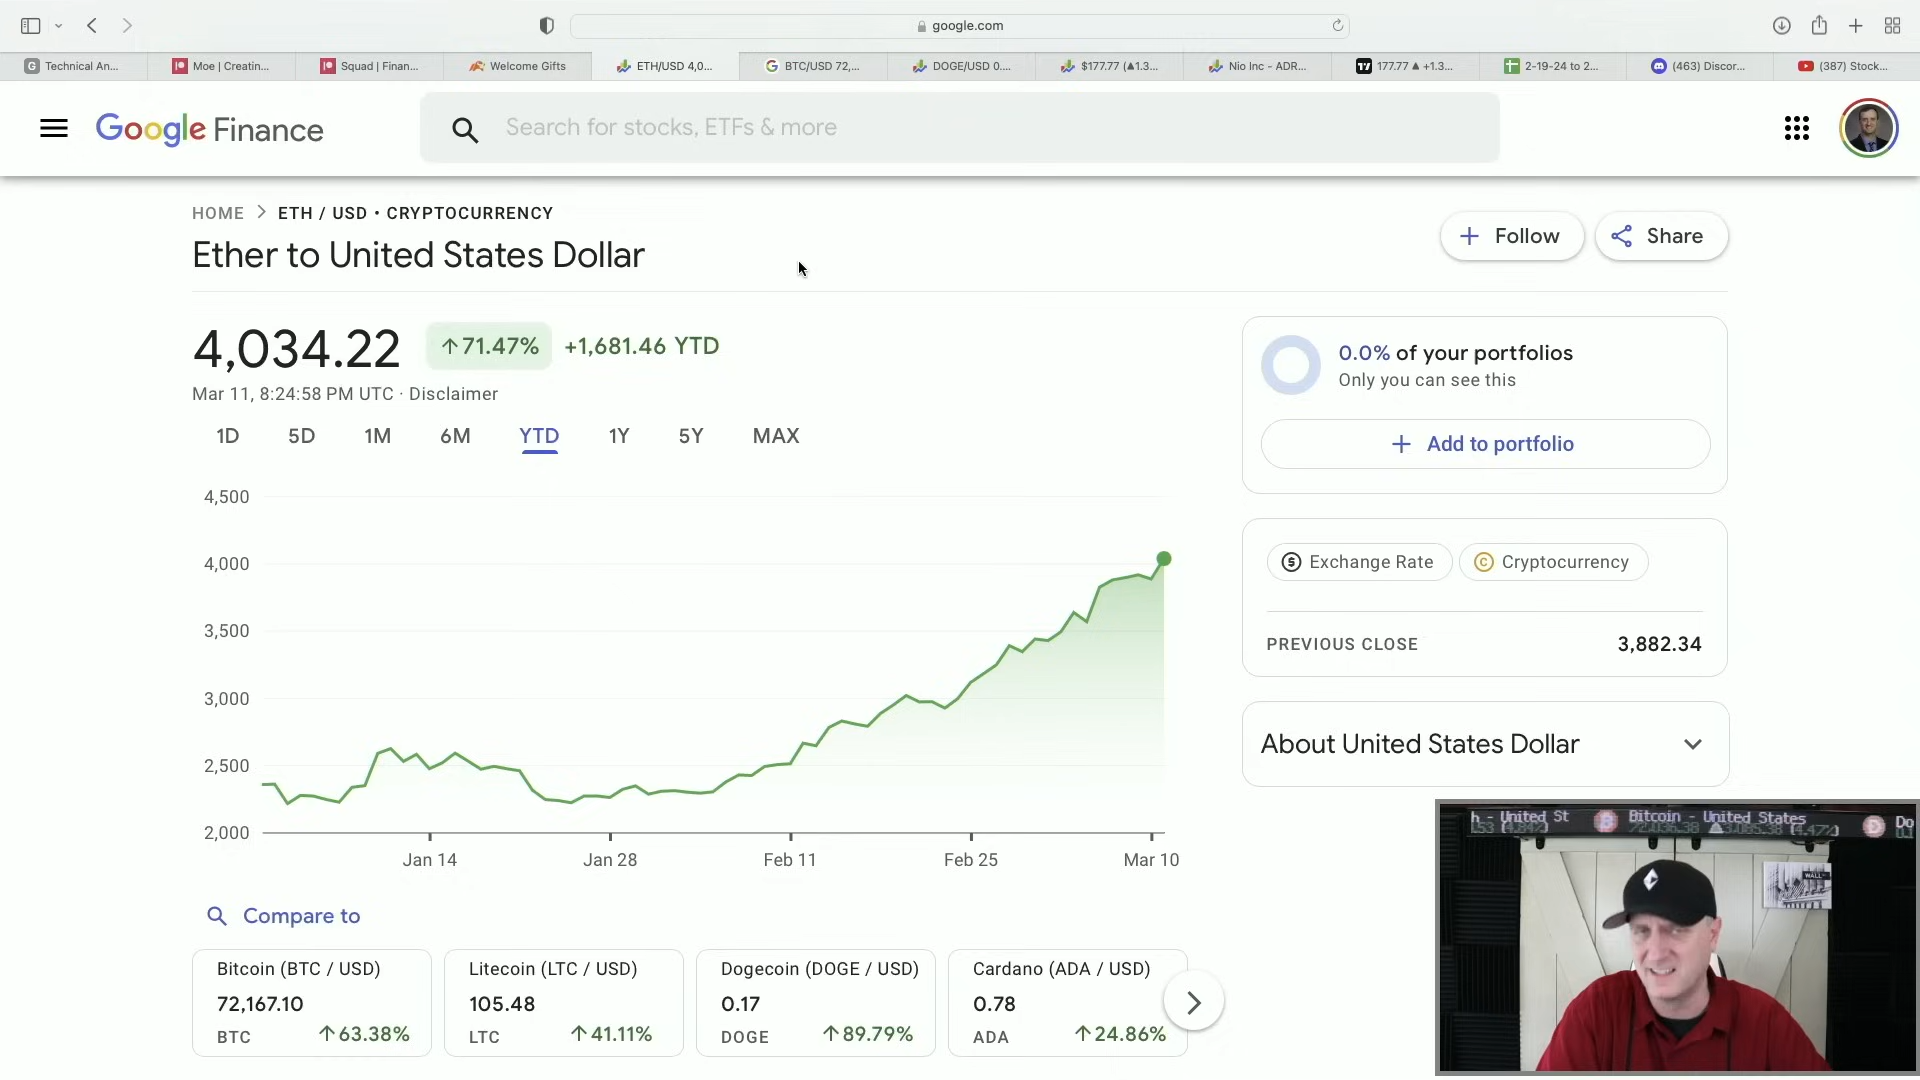 google.com
Technical An...
Moe | Creatin...
Squad | Finan...
Welcome Gifts
ETH/USD 4,0...
BTC/USD 72,...
DOGE/USD 0....
$177.77 (▲1.3...
Nio Inc - ADR...
177.77 ▲ +1.3...
2-19-24 to 2...
(463) Discor...
(387) Stock...
Google Finance
Search for stocks, ETFs & more
HOME > ETH / USD • CRYPTOCURRENCY
Ether to United States Dollar
Follow
Share
4,034.22 ↑71.47% +1,681.46 YTD
Mar 11, 8:24:58 PM UTC · Disclaimer
1D 5D 1M 6M YTD 1Y 5Y MAX
4,500
4,000
3,500
3,000
2,500
2,000
Jan 14 Jan 28 Feb 11 Feb 25 Mar 10
0.0% of your portfolios
Only you can see this
+ Add to portfolio
Exchange Rate
Cryptocurrency
PREVIOUS CLOSE 3,882.34
About United States Dollar
Compare to
Bitcoin (BTC / USD)
72,167.10
BTC ↑63.38%
Litecoin (LTC / USD)
105.48
LTC ↑41.11%
Dogecoin (DOGE / USD)
0.17
DOGE ↑89.79%
Cardano (ADA / USD)
0.78
ADA ↑24.86%
h - United St
Bitcoin - United States
Do
WALL